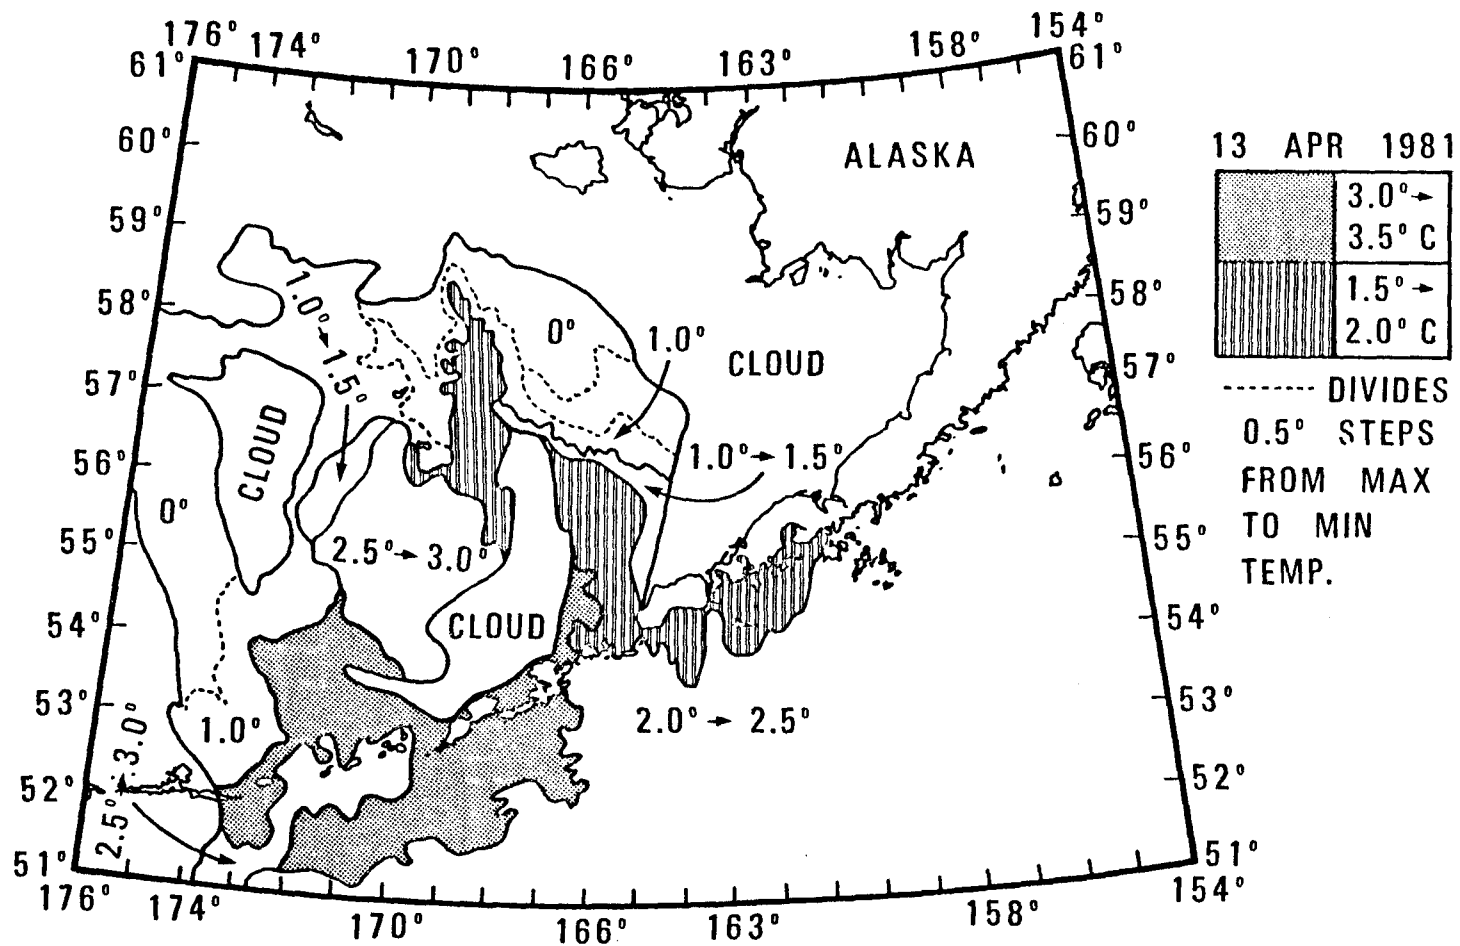 176° 174° 170° 166° 163° 158° 154°
61° 61°
60° 60°
59° 59°
58° 58°
57° 57°
56° 56°
55° 55°
54° 54°
53° 53°
52° 52°
51° 51°
176° 174° 170° 166° 163° 158° 154°
ALASKA
1.0° → 1.5°
0°
1.0°
CLOUD
CLOUD
1.0° → 1.5°
0°
2.5° → 3.0°
CLOUD
1.0°
2.0° → 2.5°
2.5° → 3.0°
13 APR 1981
3.0° →
3.5° C
1.5° →
2.0° C
------- DIVIDES
0.5° STEPS
FROM MAX
TO MIN
TEMP.